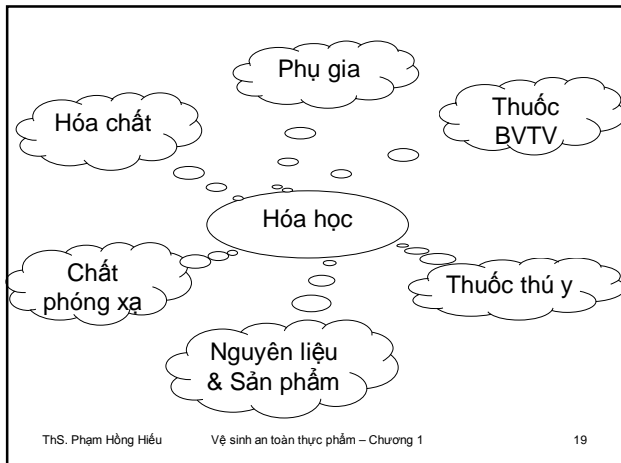 Phụ gia
Hóa chất
Thuốc
BVTV
Hóa học
Chất
phóng xạ
Thuốc thú y
Nguyên liệu
& Sản phẩm
ThS. Phạm Hồng Hiếu Vệ sinh an toàn thực phẩm – Chương 1 19